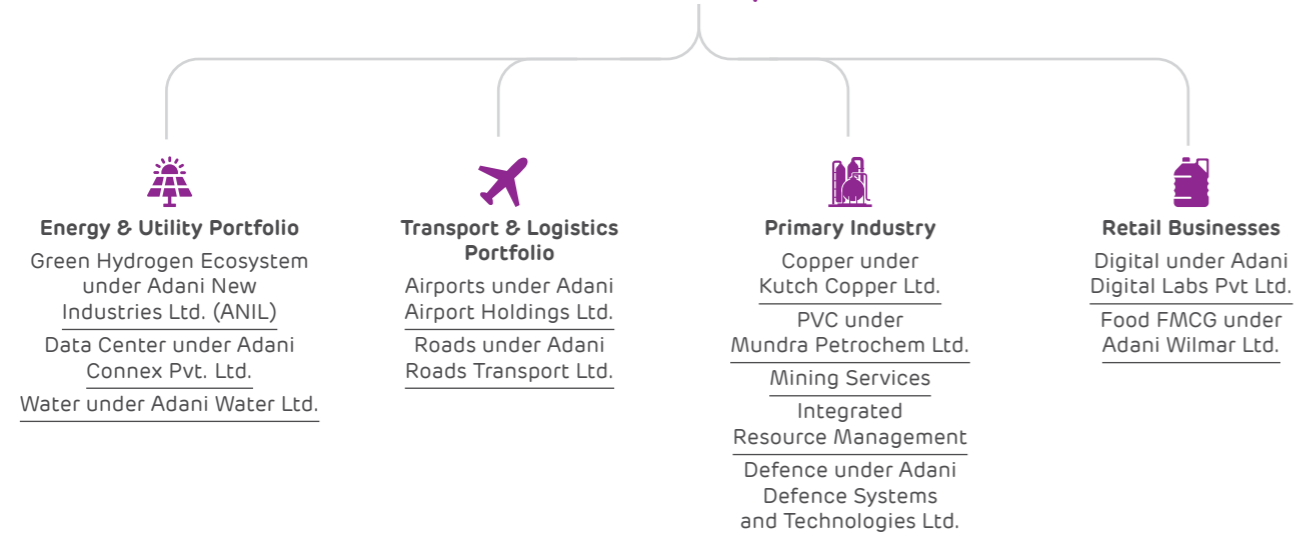 Energy & Utility Portfolio
Green Hydrogen Ecosystem
under Adani New
Industries Ltd. (ANIL)
Data Center under Adani
Connex Pvt. Ltd.
Water under Adani Water Ltd.
Transport & Logistics
Portfolio
Airports under Adani
Airport Holdings Ltd.
Roads under Adani
Roads Transport Ltd.
Primary Industry
Copper under
Kutch Copper Ltd.
PVC under
Mundra Petrochem Ltd.
Mining Services
Integrated
Resource Management
Defence under Adani
Defence Systems
and Technologies Ltd.
Retail Businesses
Digital under Adani
Digital Labs Pvt Ltd.
Food FMCG under
Adani Wilmar Ltd.